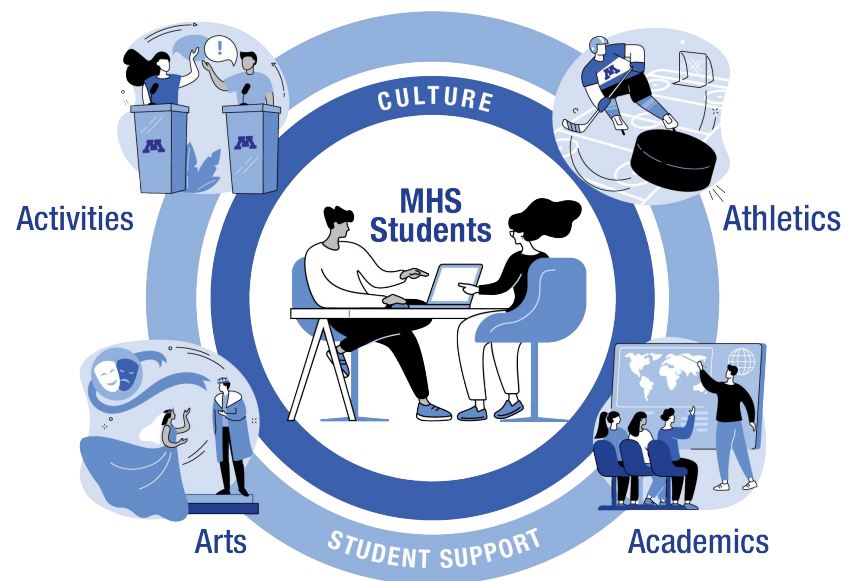 CULTURE
!
M
M
M
MHS
Students
Activities
Athletics
Arts
Academics
STUDENT SUPPORT